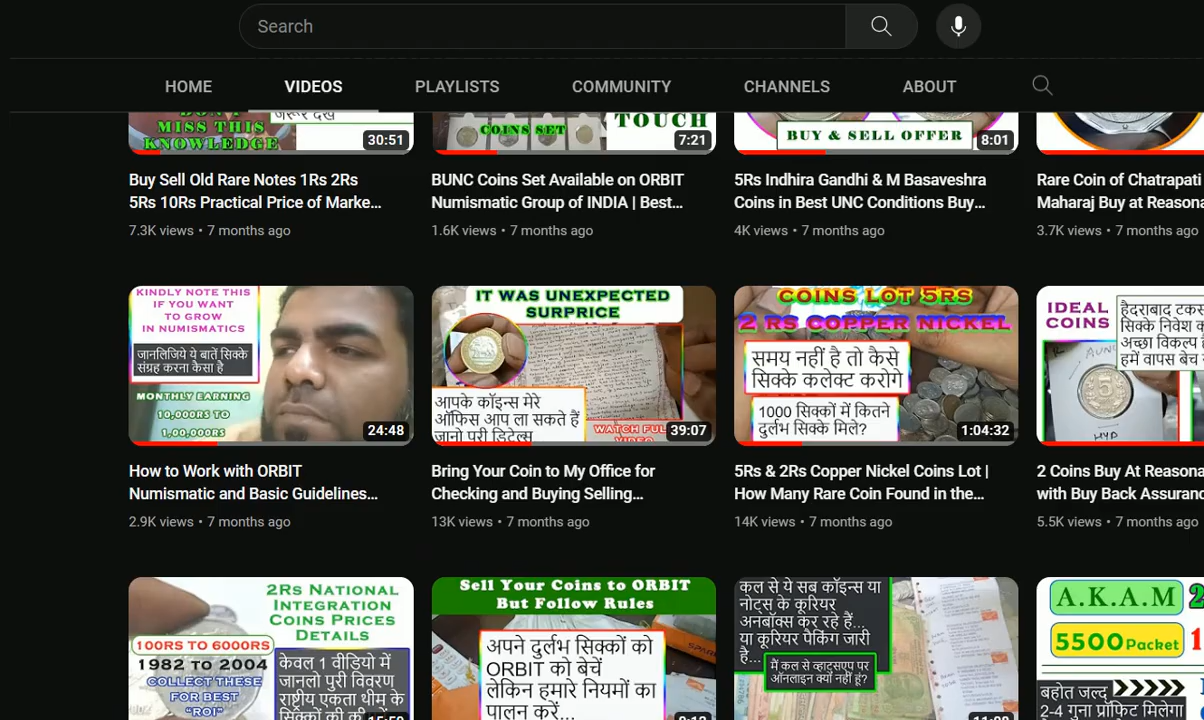 Search
HOME
VIDEOS
PLAYLISTS
COMMUNITY
CHANNELS
ABOUT
DON'T
MISS THIS
KNOWLEDGE
जरूर देखें
30:51
COINS SET
TOUCH
7:21
BUY & SELL OFFER
8:01
Buy Sell Old Rare Notes 1Rs 2Rs
5Rs 10Rs Practical Price of Marke...
7.3K views • 7 months ago
BUNC Coins Set Available on ORBIT
Numismatic Group of INDIA | Best...
1.6K views • 7 months ago
5Rs Indhira Gandhi & M Basaveshra
Coins in Best UNC Conditions Buy...
4K views • 7 months ago
Rare Coin of Chatrapati
Maharaj Buy at Reasona
3.7K views • 7 months ago
KINDLY NOTE THIS
IF YOU WANT
TO GROW
IN NUMISMATICS
जानलिजिये ये बातें सिक्के
संग्रह करना कैसा है
MONTHLY EARNING
10,000RS TO
1,00,000RS
24:48
IT WAS UNEXPECTED
SURPRICE
आपके कॉइन्स मेरे
ऑफिस आप ला सकते हैं
जानो पूरी डिटेल्स
WATCH FULL
VIDEO
39:07
COINS LOT 5RS
2 RS COPPER NICKEL
समय नहीं है तो कैसे
सिक्के कलेक्ट करोगे
1000 सिक्कों में कितने
दुर्लभ सिक्के मिले?
1:04:32
IDEAL
COINS
हैदराबाद टकस
सिक्के निवेश क
अच्छा विकल्प
हमें वापस बेच
AUNC
5
HYD
How to Work with ORBIT
Numismatic and Basic Guidelines...
2.9K views • 7 months ago
Bring Your Coin to My Office for
Checking and Buying Selling...
13K views • 7 months ago
5Rs & 2Rs Copper Nickel Coins Lot |
How Many Rare Coin Found in the...
14K views • 7 months ago
2 Coins Buy At Reasona
with Buy Back Assuranc
5.5K views • 7 months ago
2RS NATIONAL
INTEGRATION
COINS PRICES
DETAILS
100RS TO 6000RS
1982 TO 2004
COLLECT THESE
FOR BEST
"ROI"
केवल 1 वीडियो में
जानलो पुरी विवरण
राष्ट्रीय एकता थीम के
सिक्कों की
15:59
Sell Your Coins to ORBIT
But Follow Rules
अपने दुर्लभ सिक्कों को
ORBIT को बेचें
लेकिन हमारे नियमों का
पालन करें...
कल से ये सब कॉइन्स या
नोट्स के कूरियर
अनबॉक्स कर रहे हैं...
या कूरियर पैकिंग जारी
है...
मैं कल से व्हाट्सएप पर
ऑनलाइन क्यों नहीं हूं?
A.K.A.M 2
5500 Packet 1
बहोत जल्द
2-4 गुना प्रॉफिट मिलेगा